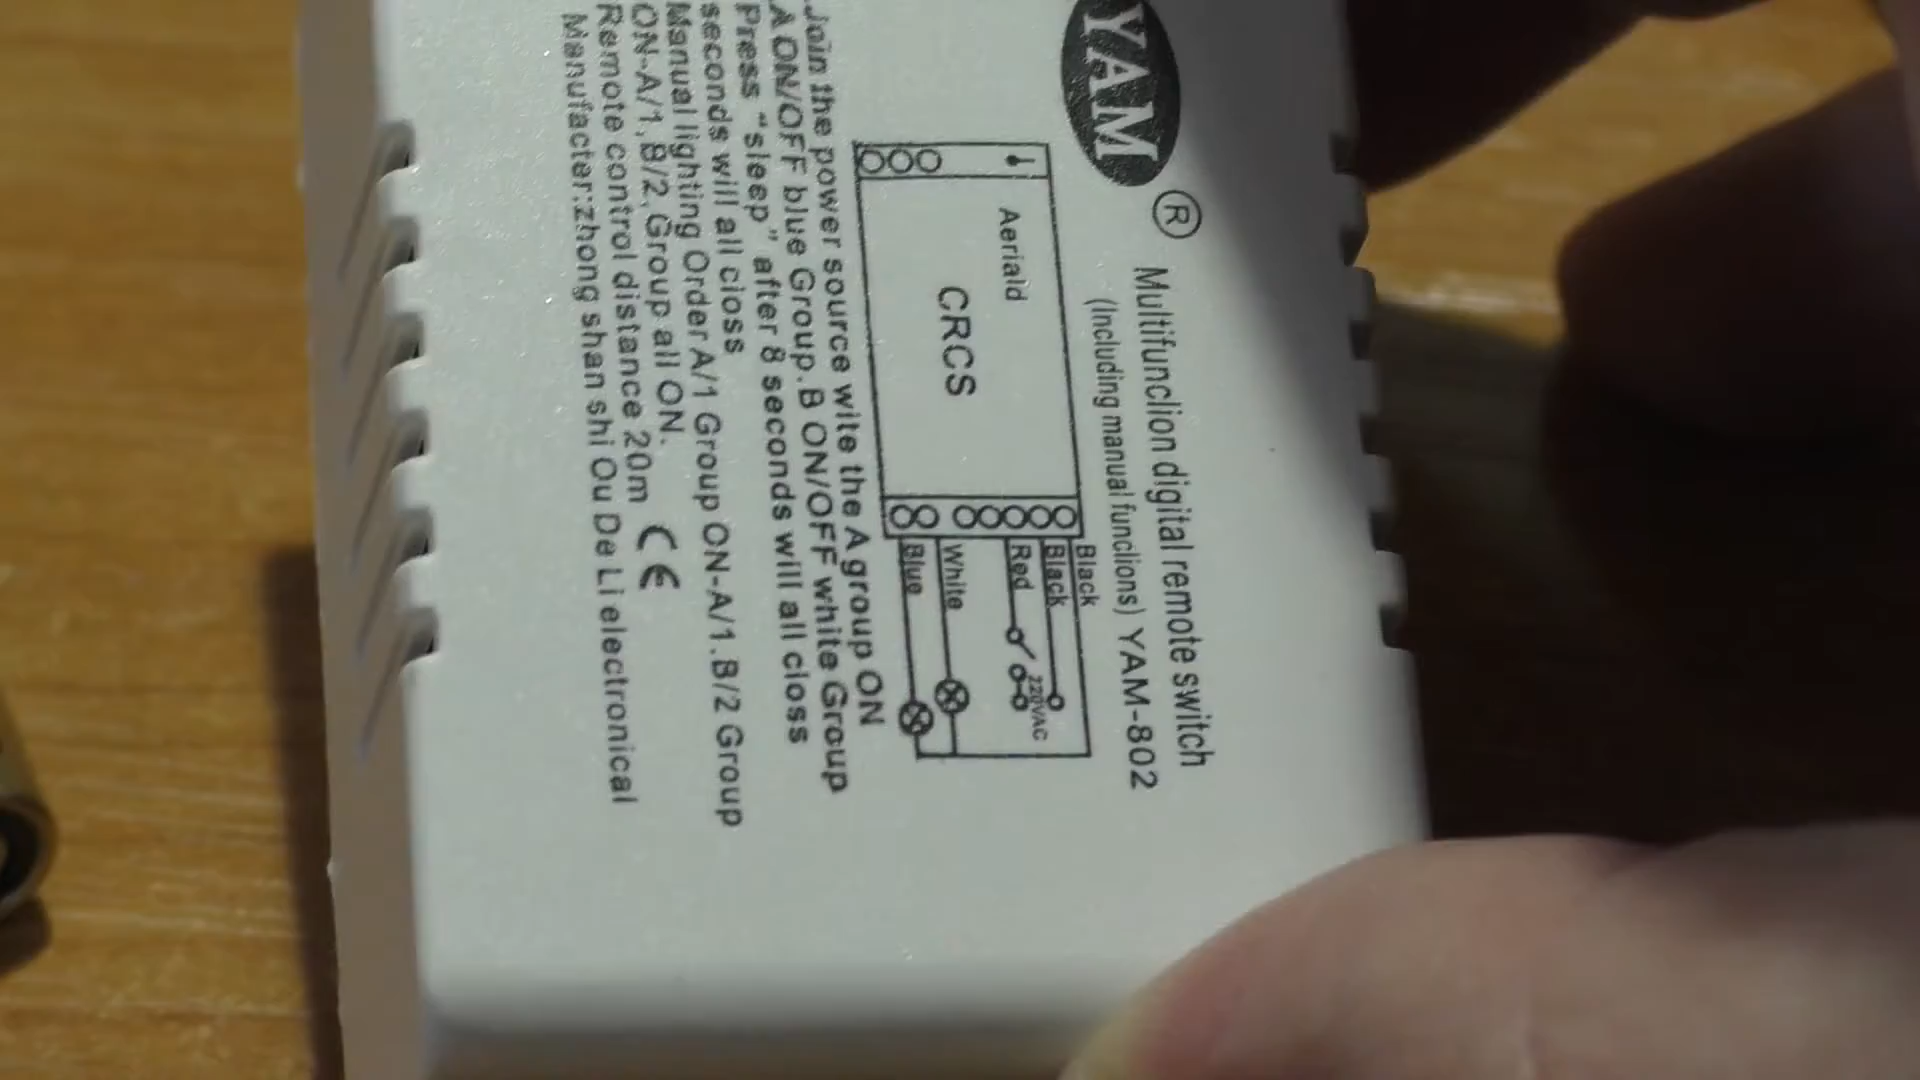 YAM ®
Multifunclion digital remote switch
(Including manual funclions) YAM-802
Aeriald
CRCS
Black
Black
Red
White
Blue
220VAC
Join the power source wite the A group ON
A ON/OFF blue Group.B ON/OFF white Group
Press "sleep" after 8 seconds will all closs
seconds will all closs
Manual lighting Order A/1 Group ON-A/1.B/2 Group
ON-A/1, B/2, Group all ON.
Remote control distance 20m CE
Manufacter:zhong shan shi Ou De Li electronical